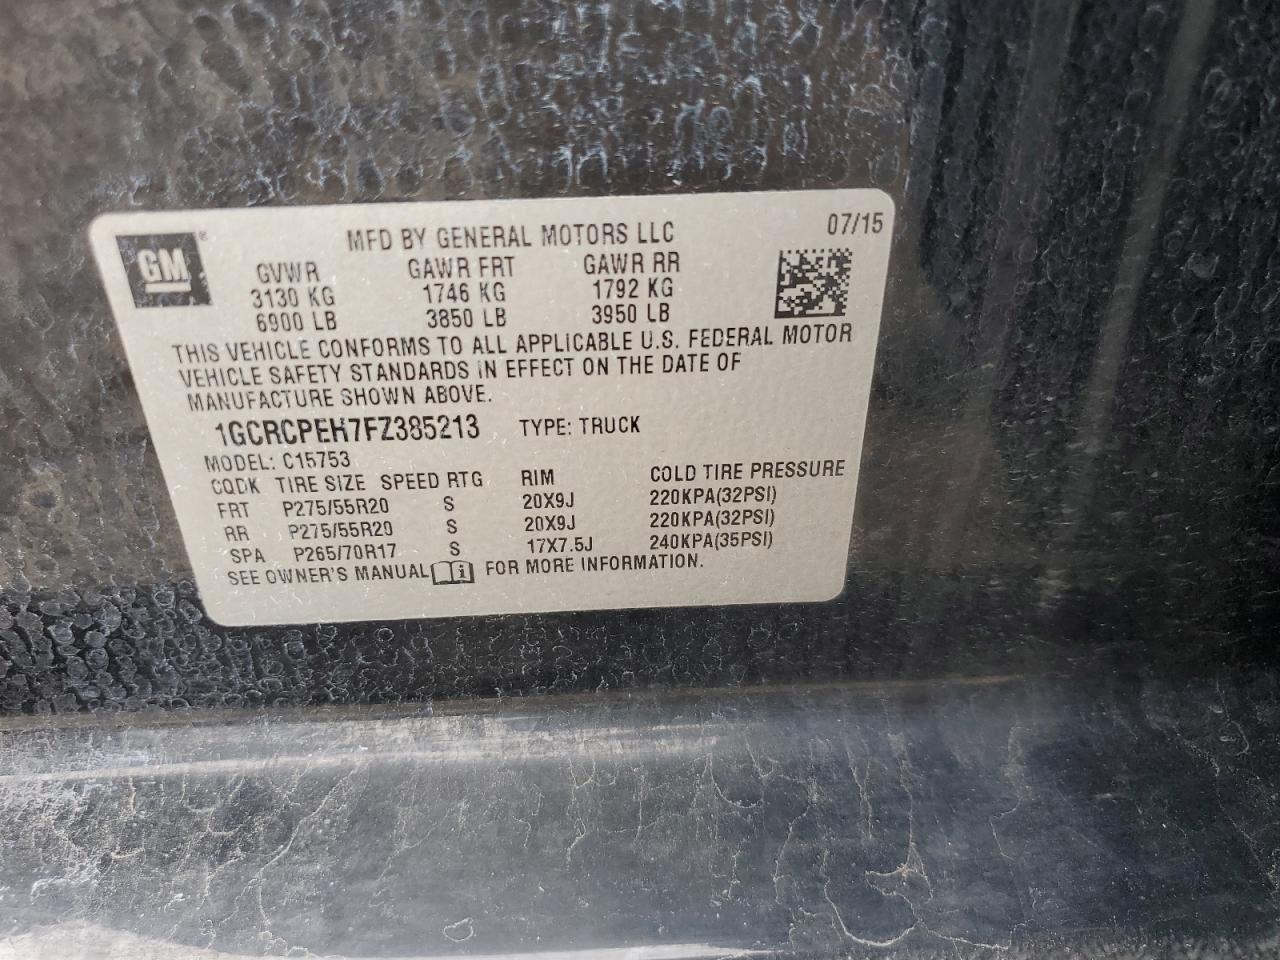 GM® MFD BY GENERAL MOTORS LLC 07/15
GVWR GAWR FRT GAWR RR
3130 KG 1746 KG 1792 KG
6900 LB 3850 LB 3950 LB
THIS VEHICLE CONFORMS TO ALL APPLICABLE U.S. FEDERAL MOTOR
VEHICLE SAFETY STANDARDS IN EFFECT ON THE DATE OF
MANUFACTURE SHOWN ABOVE.
1GCRCPEH7FZ385213 TYPE: TRUCK
MODEL: C15753
CQDK TIRE SIZE SPEED RTG RIM COLD TIRE PRESSURE
FRT P275/55R20 S 20X9J 220KPA(32PSI)
RR P275/55R20 S 20X9J 220KPA(32PSI)
SPA P265/70R17 S 17X7.5J 240KPA(35PSI)
SEE OWNER'S MANUAL i FOR MORE INFORMATION.